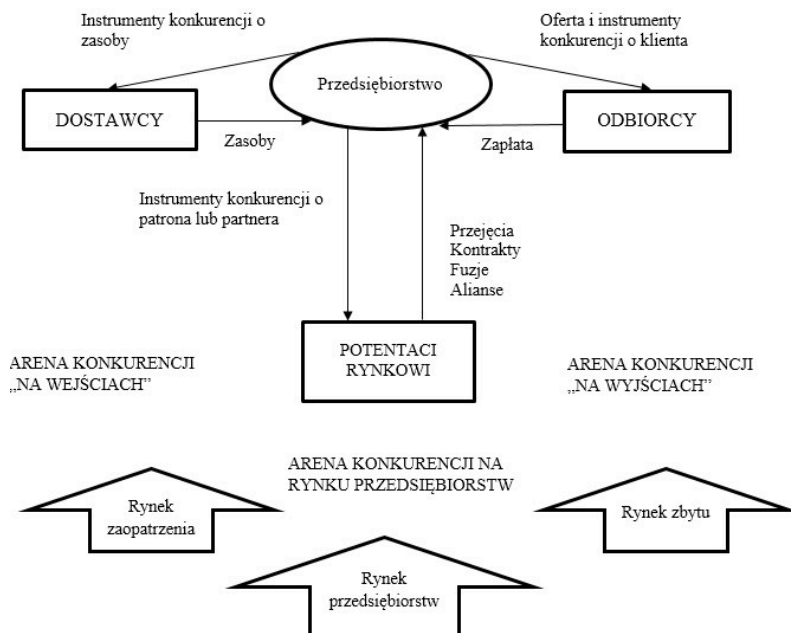 Instrumenty konkurencji o
zasoby
Oferta i instrumenty
konkurencji o klienta
Przedsiębiorstwo
DOSTAWCY
ODBIORCY
Zasoby
Zapłata
Instrumenty konkurencji o
patrona lub partnera
Przejęcia
Kontrakty
Fuzje
Alianse
POTENTACI
RYNKOWI
ARENA KONKURENCJI
„NA WEJŚCIACH”
ARENA KONKURENCJI
„NA WYJŚCIACH”
ARENA KONKURENCJI NA
RYNKU PRZEDSIĘBIORSTW
Rynek
zaopatrzenia
Rynek zbytu
Rynek
przedsiębiorstw